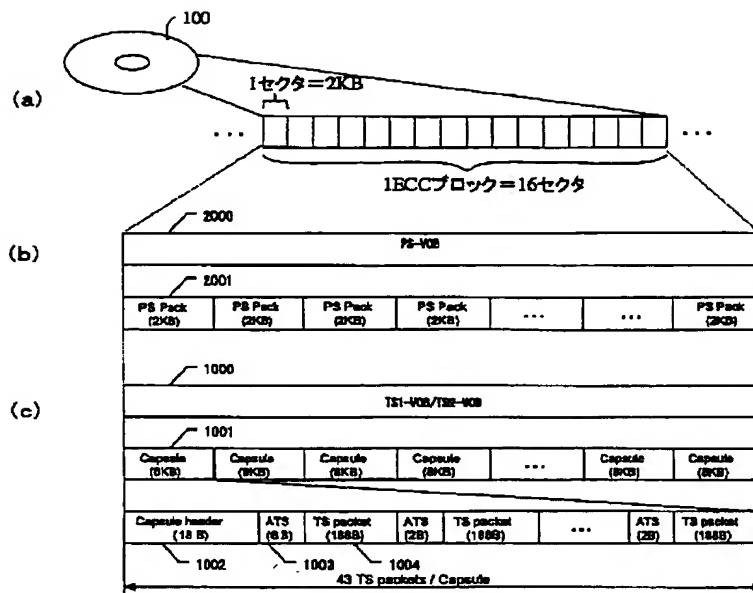 100
(a)
1セクタ=2KB
... ...
1ECCブロック=16セクタ
2000
(b)
PS-VOB
2001
PS Pack PS Pack PS Pack PS Pack ... ... PS Pack
(2KB) (2KB) (2KB) (2KB) (2KB)
1000
(c)
TS1-VOB/TS2-VOB
1001
Capsule Capsule Capsule Capsule ... Capsule Capsule
(8KB) (8KB) (8KB) (8KB) (8KB) (8KB)
Capsule header ATS TS packet ATS TS packet ... ATS TS packet
(18 B) (6B) (188B) (2B) (188B) (2B) (188B)
1002 1003 1004
43 TS packets / Capsule